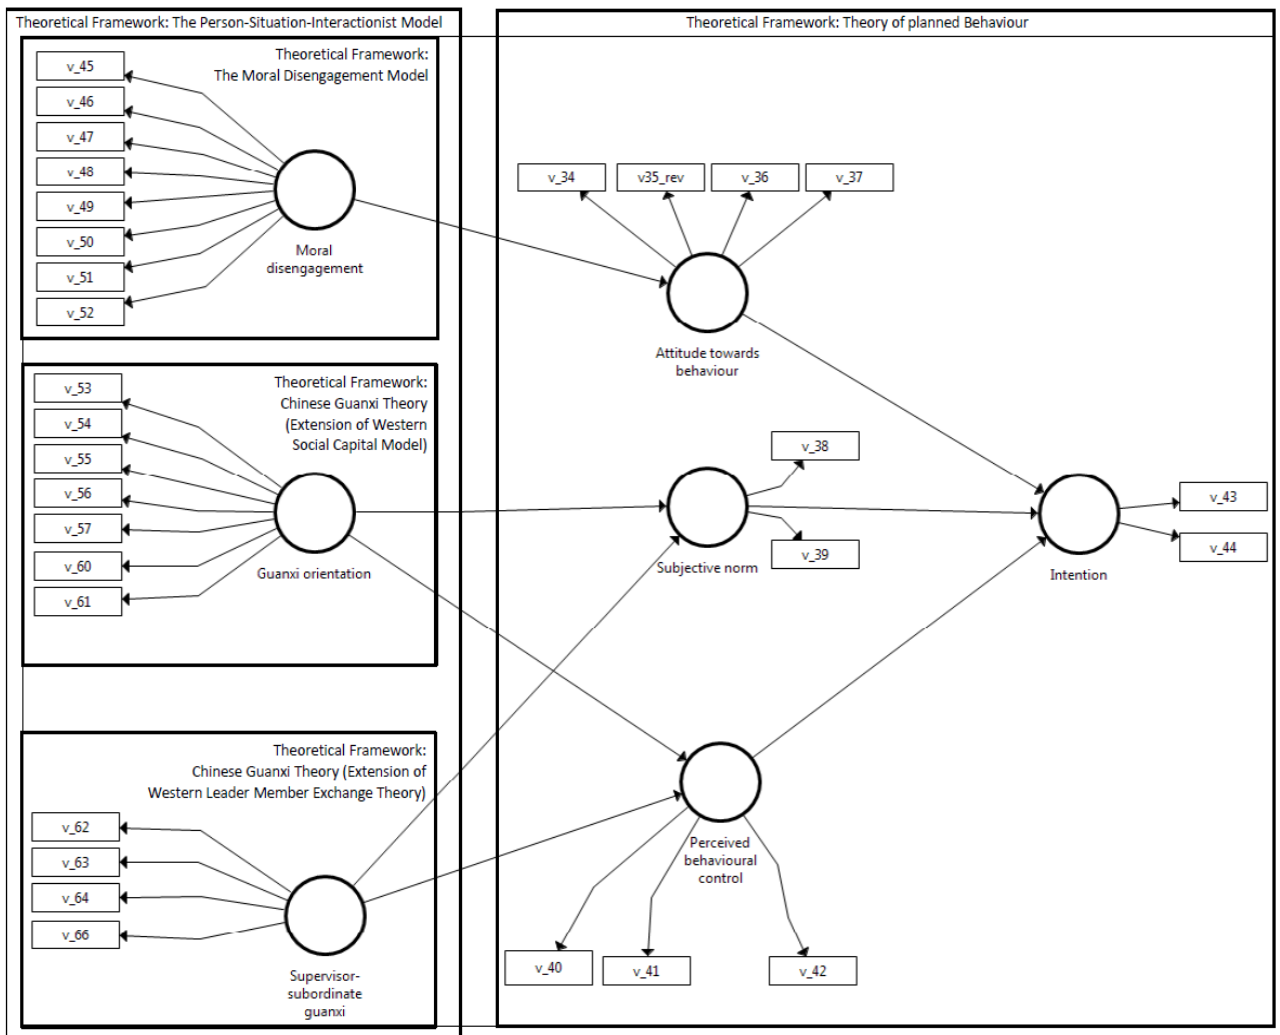 Theoretical Framework: The Person-Situation-Interactionist Model
Theoretical Framework:
The Moral Disengagement Model
v_45
v_46
v_47
v_48
v_49
v_50
v_51
v_52
Moral
disengagement
Theoretical Framework:
Chinese Guanxi Theory
(Extension of Western
Social Capital Model)
v_53
v_54
v_55
v_56
v_57
v_60
v_61
Guanxi orientation
Theoretical Framework:
Chinese Guanxi Theory (Extension of
Western Leader Member Exchange Theory)
v_62
v_63
v_64
v_66
Supervisor-
subordinate
guanxi
Theoretical Framework: Theory of planned Behaviour
v_34
v35_rev
v_36
v_37
Attitude towards
behaviour
v_38
v_39
Subjective norm
v_43
v_44
Intention
Perceived
behavioural
control
v_40
v_41
v_42